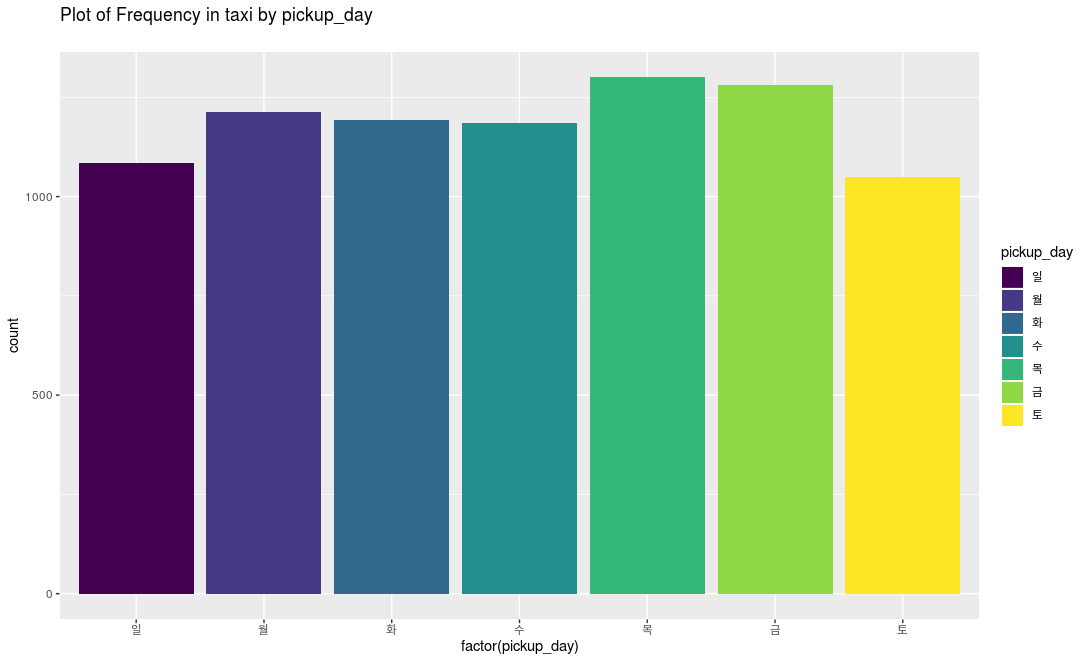 Plot of Frequency in taxi by pickup_day
count
1000
500
0
일 월 화 수 목 금 토
factor(pickup_day)
pickup_day
일
월
화
수
목
금
토